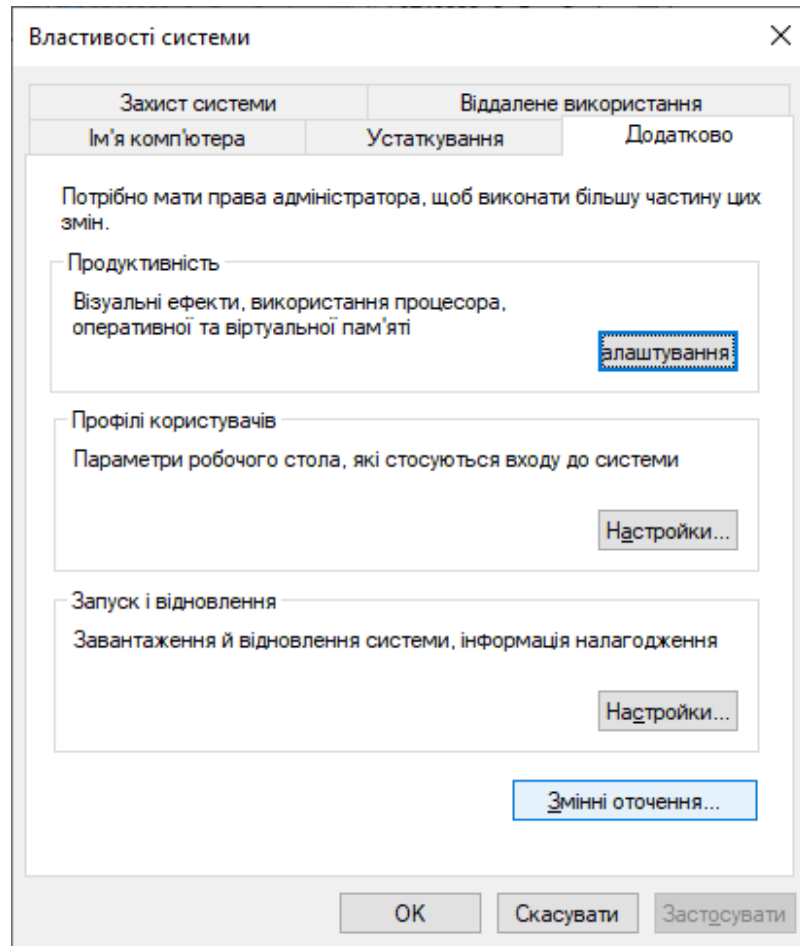 Властивості системи
Захист системи
Віддалене використання
Ім'я комп'ютера
Устаткування
Додатково
Потрібно мати права адміністратора, щоб виконати більшу частину цих
змін.
Продуктивність
Візуальні ефекти, використання процесора,
оперативної та віртуальної пам'яті
алаштування
Профілі користувачів
Параметри робочого стола, які стосуються входу до системи
Настройки...
Запуск і відновлення
Завантаження й відновлення системи, інформація налагодження
Настройки...
Змінні оточення...
OK
Скасувати
Застосувати